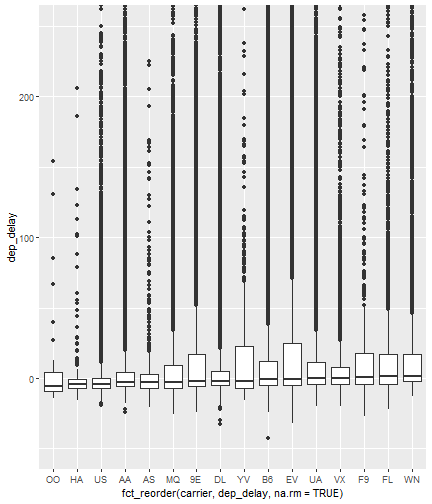 200
100
0
dep_delay
OO HA US AA AS MQ 9E DL YV B6 EV UA VX F9 FL WN
fct_reorder(carrier, dep_delay, na.rm = TRUE)